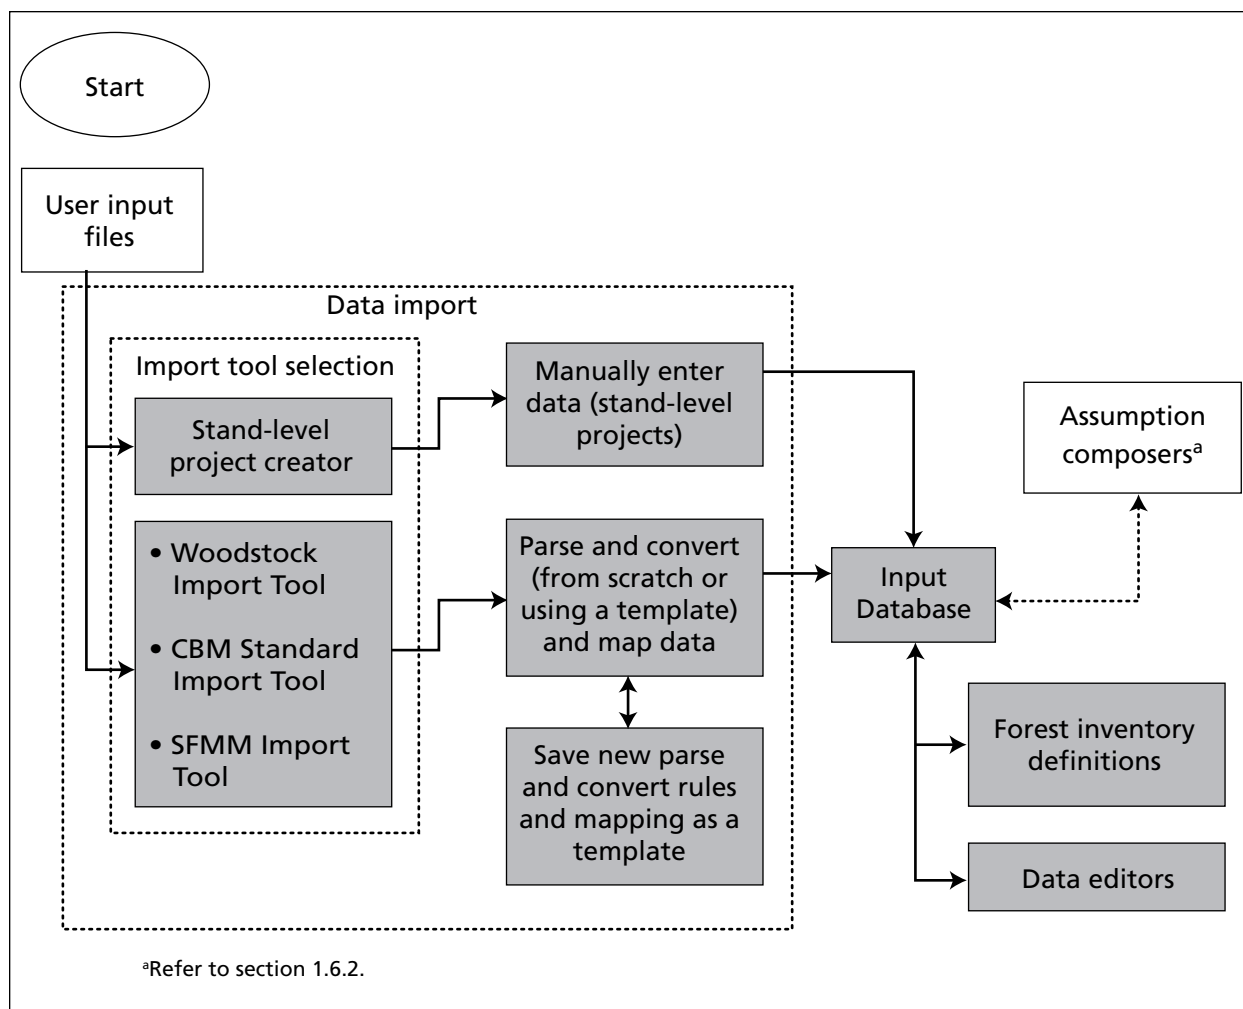 Start
User input
files
Data import
Import tool selection
Stand-level
project creator
• Woodstock
Import Tool
• CBM Standard
Import Tool
• SFMM Import
Tool
Manually enter
data (stand-level
projects)
Parse and convert
(from scratch or
using a template)
and map data
Save new parse
and convert rules
and mapping as a
template
Input
Database
Assumption
composersᵃ
Forest inventory
definitions
Data editors
ᵃRefer to section 1.6.2.